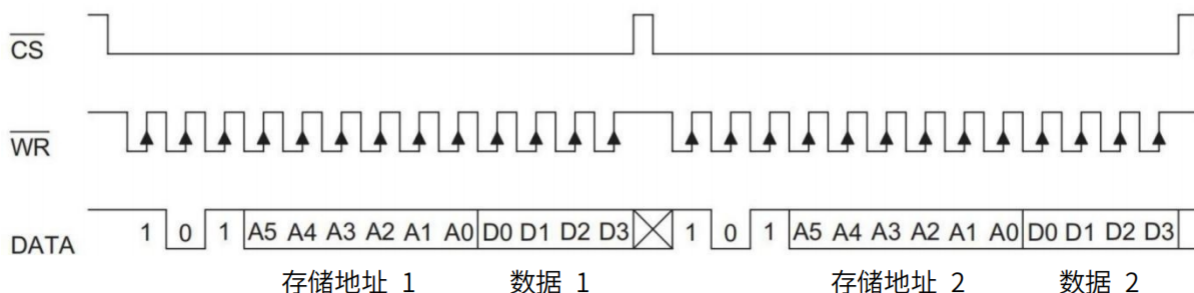 CS
WR
DATA 1 0 1 A5 A4 A3 A2 A1 A0 D0 D1 D2 D3 1 0 1 A5 A4 A3 A2 A1 A0 D0 D1 D2 D3
存储地址 1 数据 1 存储地址 2 数据 2